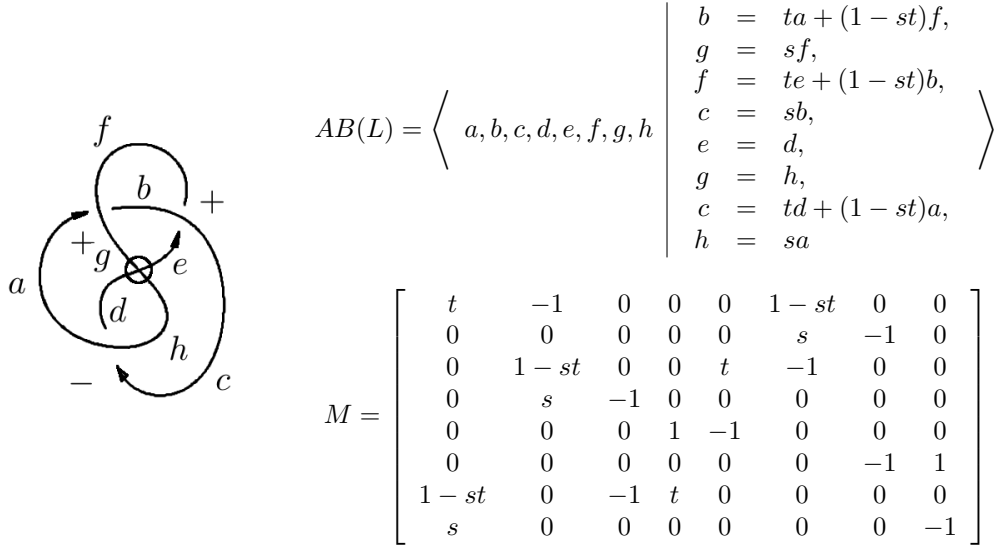 f
b
+
+
g
e
a
d
h
−
c
AB(L) = ⟨ a, b, c, d, e, f, g, h |
b = ta + (1 − st)f,
g = sf,
f = te + (1 − st)b,
c = sb,
e = d,
g = h,
c = td + (1 − st)a,
h = sa ⟩
M =
t −1 0 0 0 1 − st 0 0
0 0 0 0 0 s −1 0
0 1 − st 0 0 t −1 0 0
0 s −1 0 0 0 0 0
0 0 0 1 −1 0 0 0
0 0 0 0 0 0 −1 1
1 − st 0 −1 t 0 0 0 0
s 0 0 0 0 0 0 −1